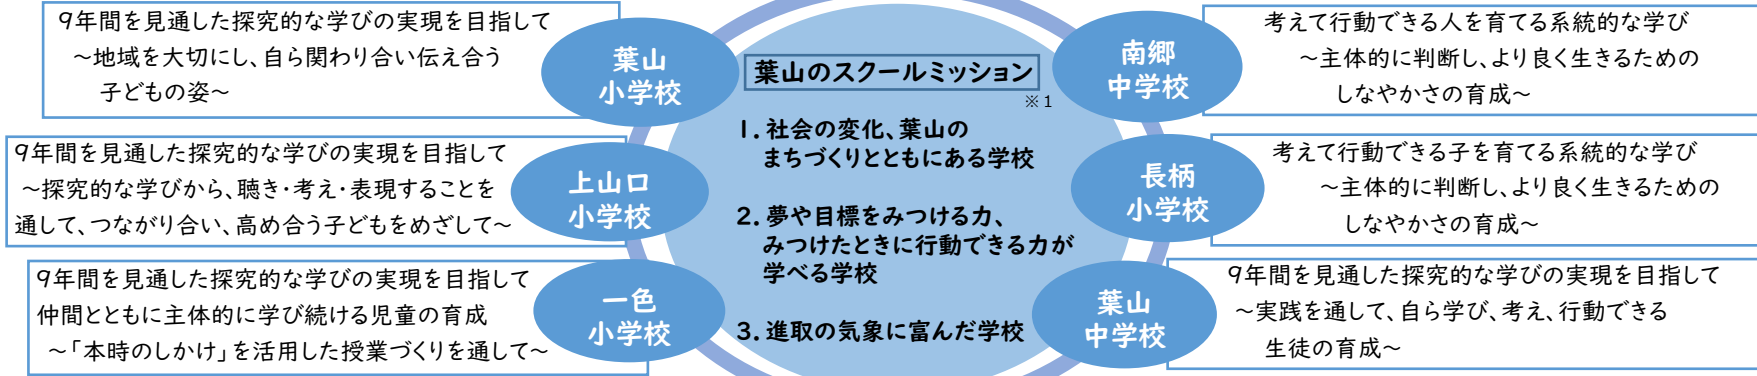 9年間を見通した探究的な学びの実現を目指して
～地域を大切にし、自ら関わり合い伝え合う
子どもの姿～
葉山
小学校
9年間を見通した探究的な学びの実現を目指して
～探究的な学びから、聴き・考え・表現することを
通して、つながり合い、高め合う子どもをめざして～
上山口
小学校
9年間を見通した探究的な学びの実現を目指して
仲間とともに主体的に学び続ける児童の育成
～「本時のしかけ」を活用した授業づくりを通して～
一色
小学校
葉山のスクールミッション
※1
1.社会の変化、葉山の
まちづくりとともにある学校
2.夢や目標をみつける力、
みつけたときに行動できる力が
学べる学校
3.進取の気象に富んだ学校
南郷
中学校
考えて行動できる人を育てる系統的な学び
～主体的に判断し、より良く生きるための
しなやかさの育成～
長柄
小学校
考えて行動できる子を育てる系統的な学び
～主体的に判断し、より良く生きるための
しなやかさの育成～
葉山
中学校
9年間を見通した探究的な学びの実現を目指して
～実践を通して、自ら学び、考え、行動できる
生徒の育成～